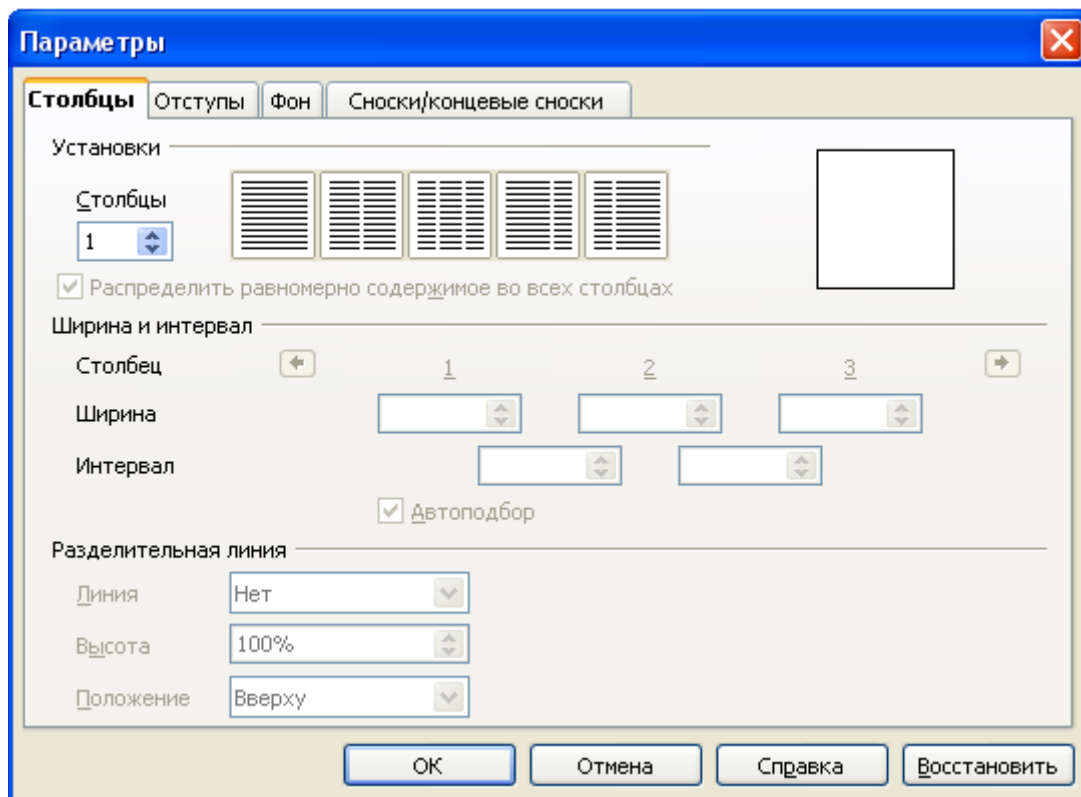 Параметры
Столбцы Отступы Фон Сноски/концевые сноски
Установки
Столбцы
1
Распределить равномерно содержимое во всех столбцах
Ширина и интервал
Столбец 1 2 3
Ширина
Интервал
Автоподбор
Разделительная линия
Линия Нет
Высота 100%
Положение Вверху
ОК Отмена Справка Восстановить